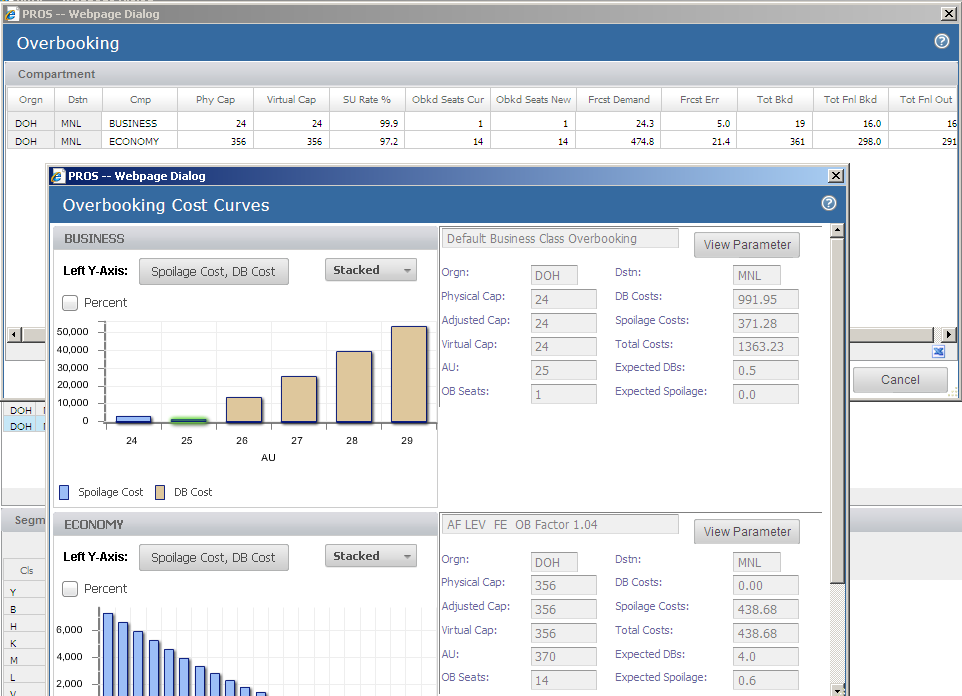 PROS -- Webpage Dialog
Overbooking
Compartment
Orgn Dstn Cmp Phy Cap Virtual Cap SU Rate % Obkd Seats Cur Obkd Seats New Frcst Demand Frcst Err Tot Bkd Tot Fnl Bkd Tot Fnl Out
DOH MNL BUSINESS 24 24 99.9 1 1 24.3 5.0 19 16.0 16
DOH MNL ECONOMY 356 356 97.2 14 14 474.8 21.4 361 298.0 291
PROS -- Webpage Dialog
Overbooking Cost Curves
BUSINESS
Left Y-Axis: Spoilage Cost, DB Cost Stacked
Percent
50,000
40,000
30,000
20,000
10,000
0
24 25 26 27 28 29
AU
Spoilage Cost DB Cost
Default Business Class Overbooking View Parameter
Orgn: DOH Dstn: MNL
Physical Cap: 24 DB Costs: 991.95
Adjusted Cap: 24 Spoilage Costs: 371.28
Virtual Cap: 24 Total Costs: 1363.23
AU: 25 Expected DBs: 0.5
OB Seats: 1 Expected Spoilage: 0.0
ECONOMY
Left Y-Axis: Spoilage Cost, DB Cost Stacked
Percent
6,000
4,000
2,000
AF LEV FE OB Factor 1.04 View Parameter
Orgn: DOH Dstn: MNL
Physical Cap: 356 DB Costs: 0.00
Adjusted Cap: 356 Spoilage Costs: 438.68
Virtual Cap: 356 Total Costs: 438.68
AU: 370 Expected DBs: 4.0
OB Seats: 14 Expected Spoilage: 0.6
Cancel
DOH
DOH
Segm
Cls
Y
B
H
K
M
L
V